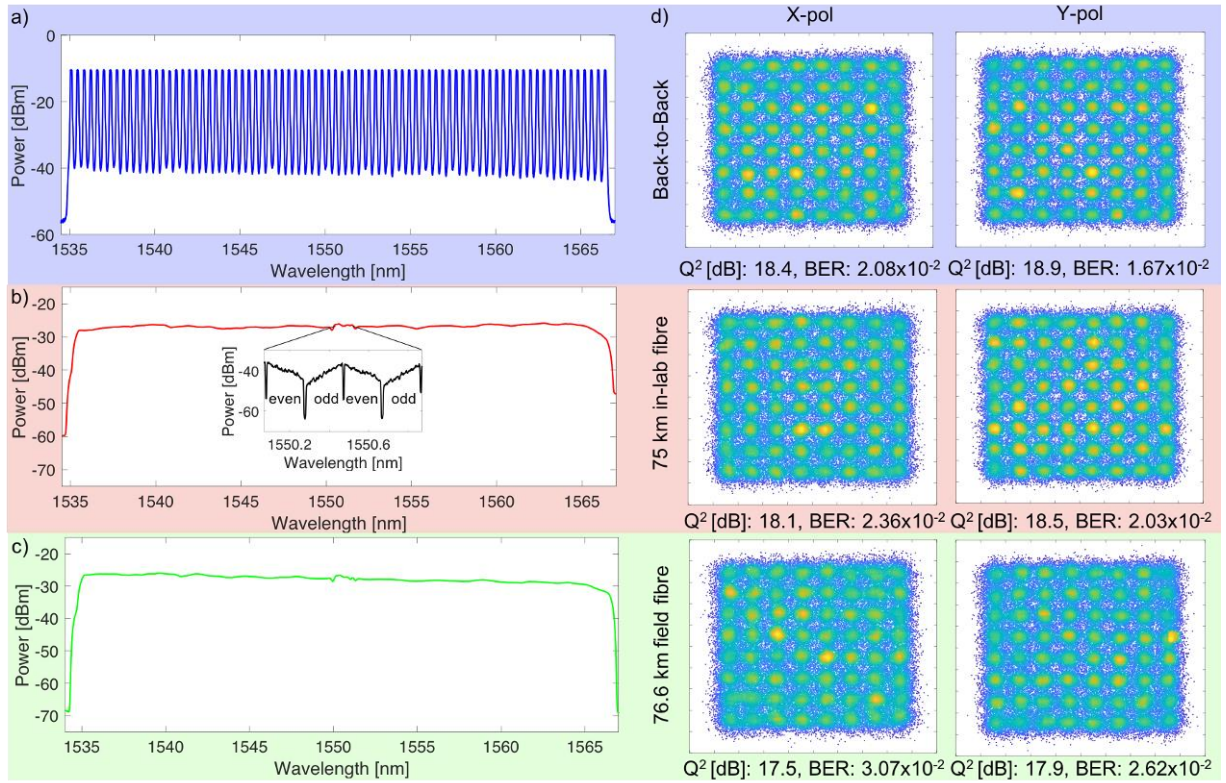 a)
0
-20
-40
-60
Power [dBm]
1535 1540 1545 1550 1555 1560 1565
Wavelength [nm]
b)
-20
-30
-40
-50
-60
-70
Power [dBm]
-40
-60
Power [dBm]
even odd even odd
1550.2 1550.6
Wavelength [nm]
1535 1540 1545 1550 1555 1560 1565
Wavelength [nm]
c)
-20
-30
-40
-50
-60
-70
Power [dBm]
1535 1540 1545 1550 1555 1560 1565
Wavelength [nm]
d)
X-pol Y-pol
Back-to-Back
Q² [dB]: 18.4, BER: 2.08x10⁻² Q² [dB]: 18.9, BER: 1.67x10⁻²
75 km in-lab fibre
Q² [dB]: 18.1, BER: 2.36x10⁻² Q² [dB]: 18.5, BER: 2.03x10⁻²
76.6 km field fibre
Q² [dB]: 17.5, BER: 3.07x10⁻² Q² [dB]: 17.9, BER: 2.62x10⁻²